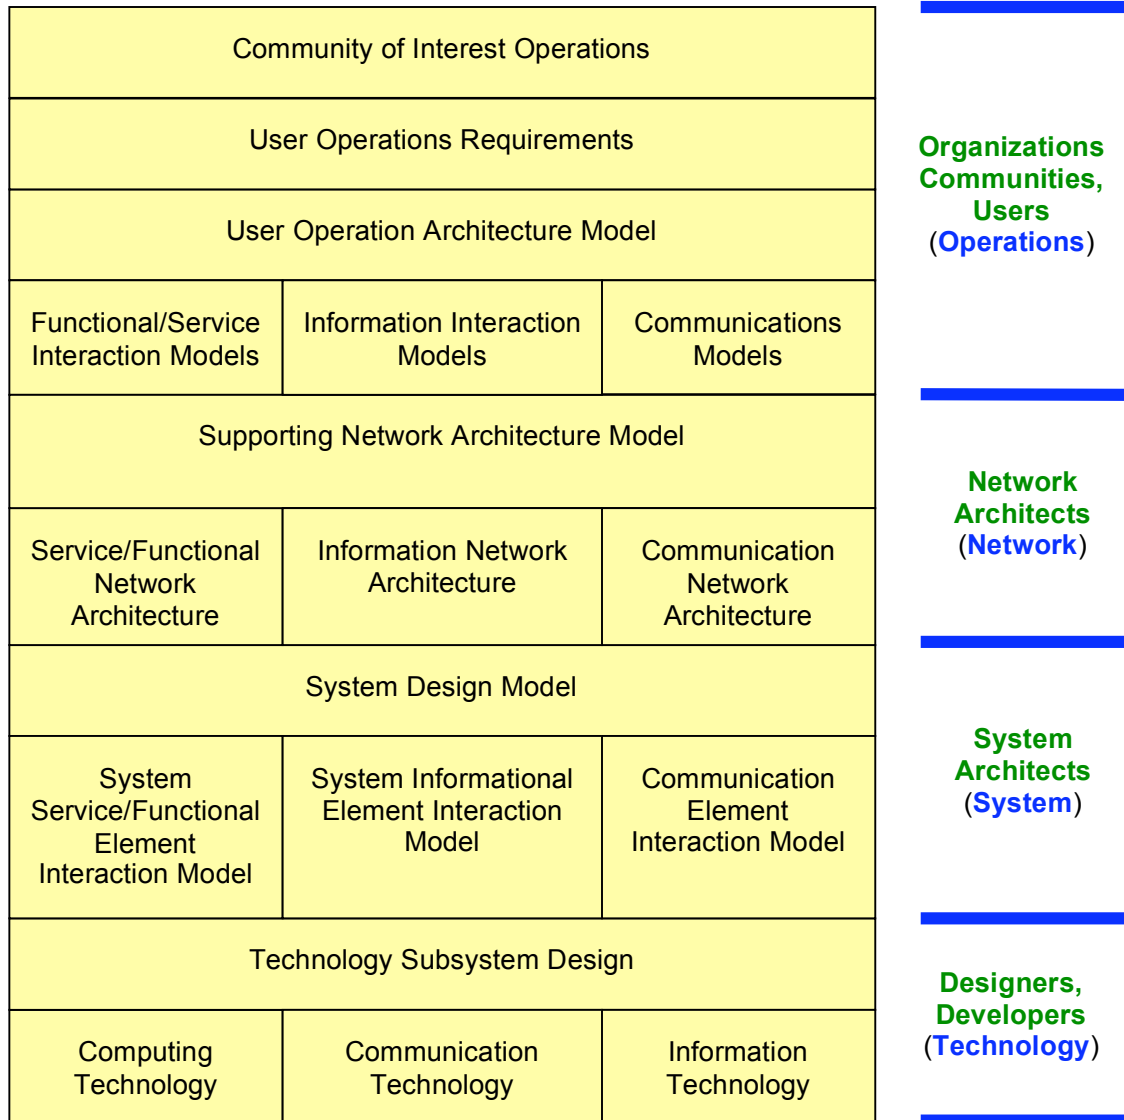 Community of Interest Operations
User Operations Requirements
User Operation Architecture Model
Functional/Service
Interaction Models
Information Interaction
Models
Communications
Models
Organizations
Communities,
Users
(Operations)
Supporting Network Architecture Model
Service/Functional
Network
Architecture
Information Network
Architecture
Communication
Network
Architecture
Network
Architects
(Network)
System Design Model
System
Service/Functional
Element
Interaction Model
System Informational
Element Interaction
Model
Communication
Element
Interaction Model
System
Architects
(System)
Technology Subsystem Design
Computing
Technology
Communication
Technology
Information
Technology
Designers,
Developers
(Technology)